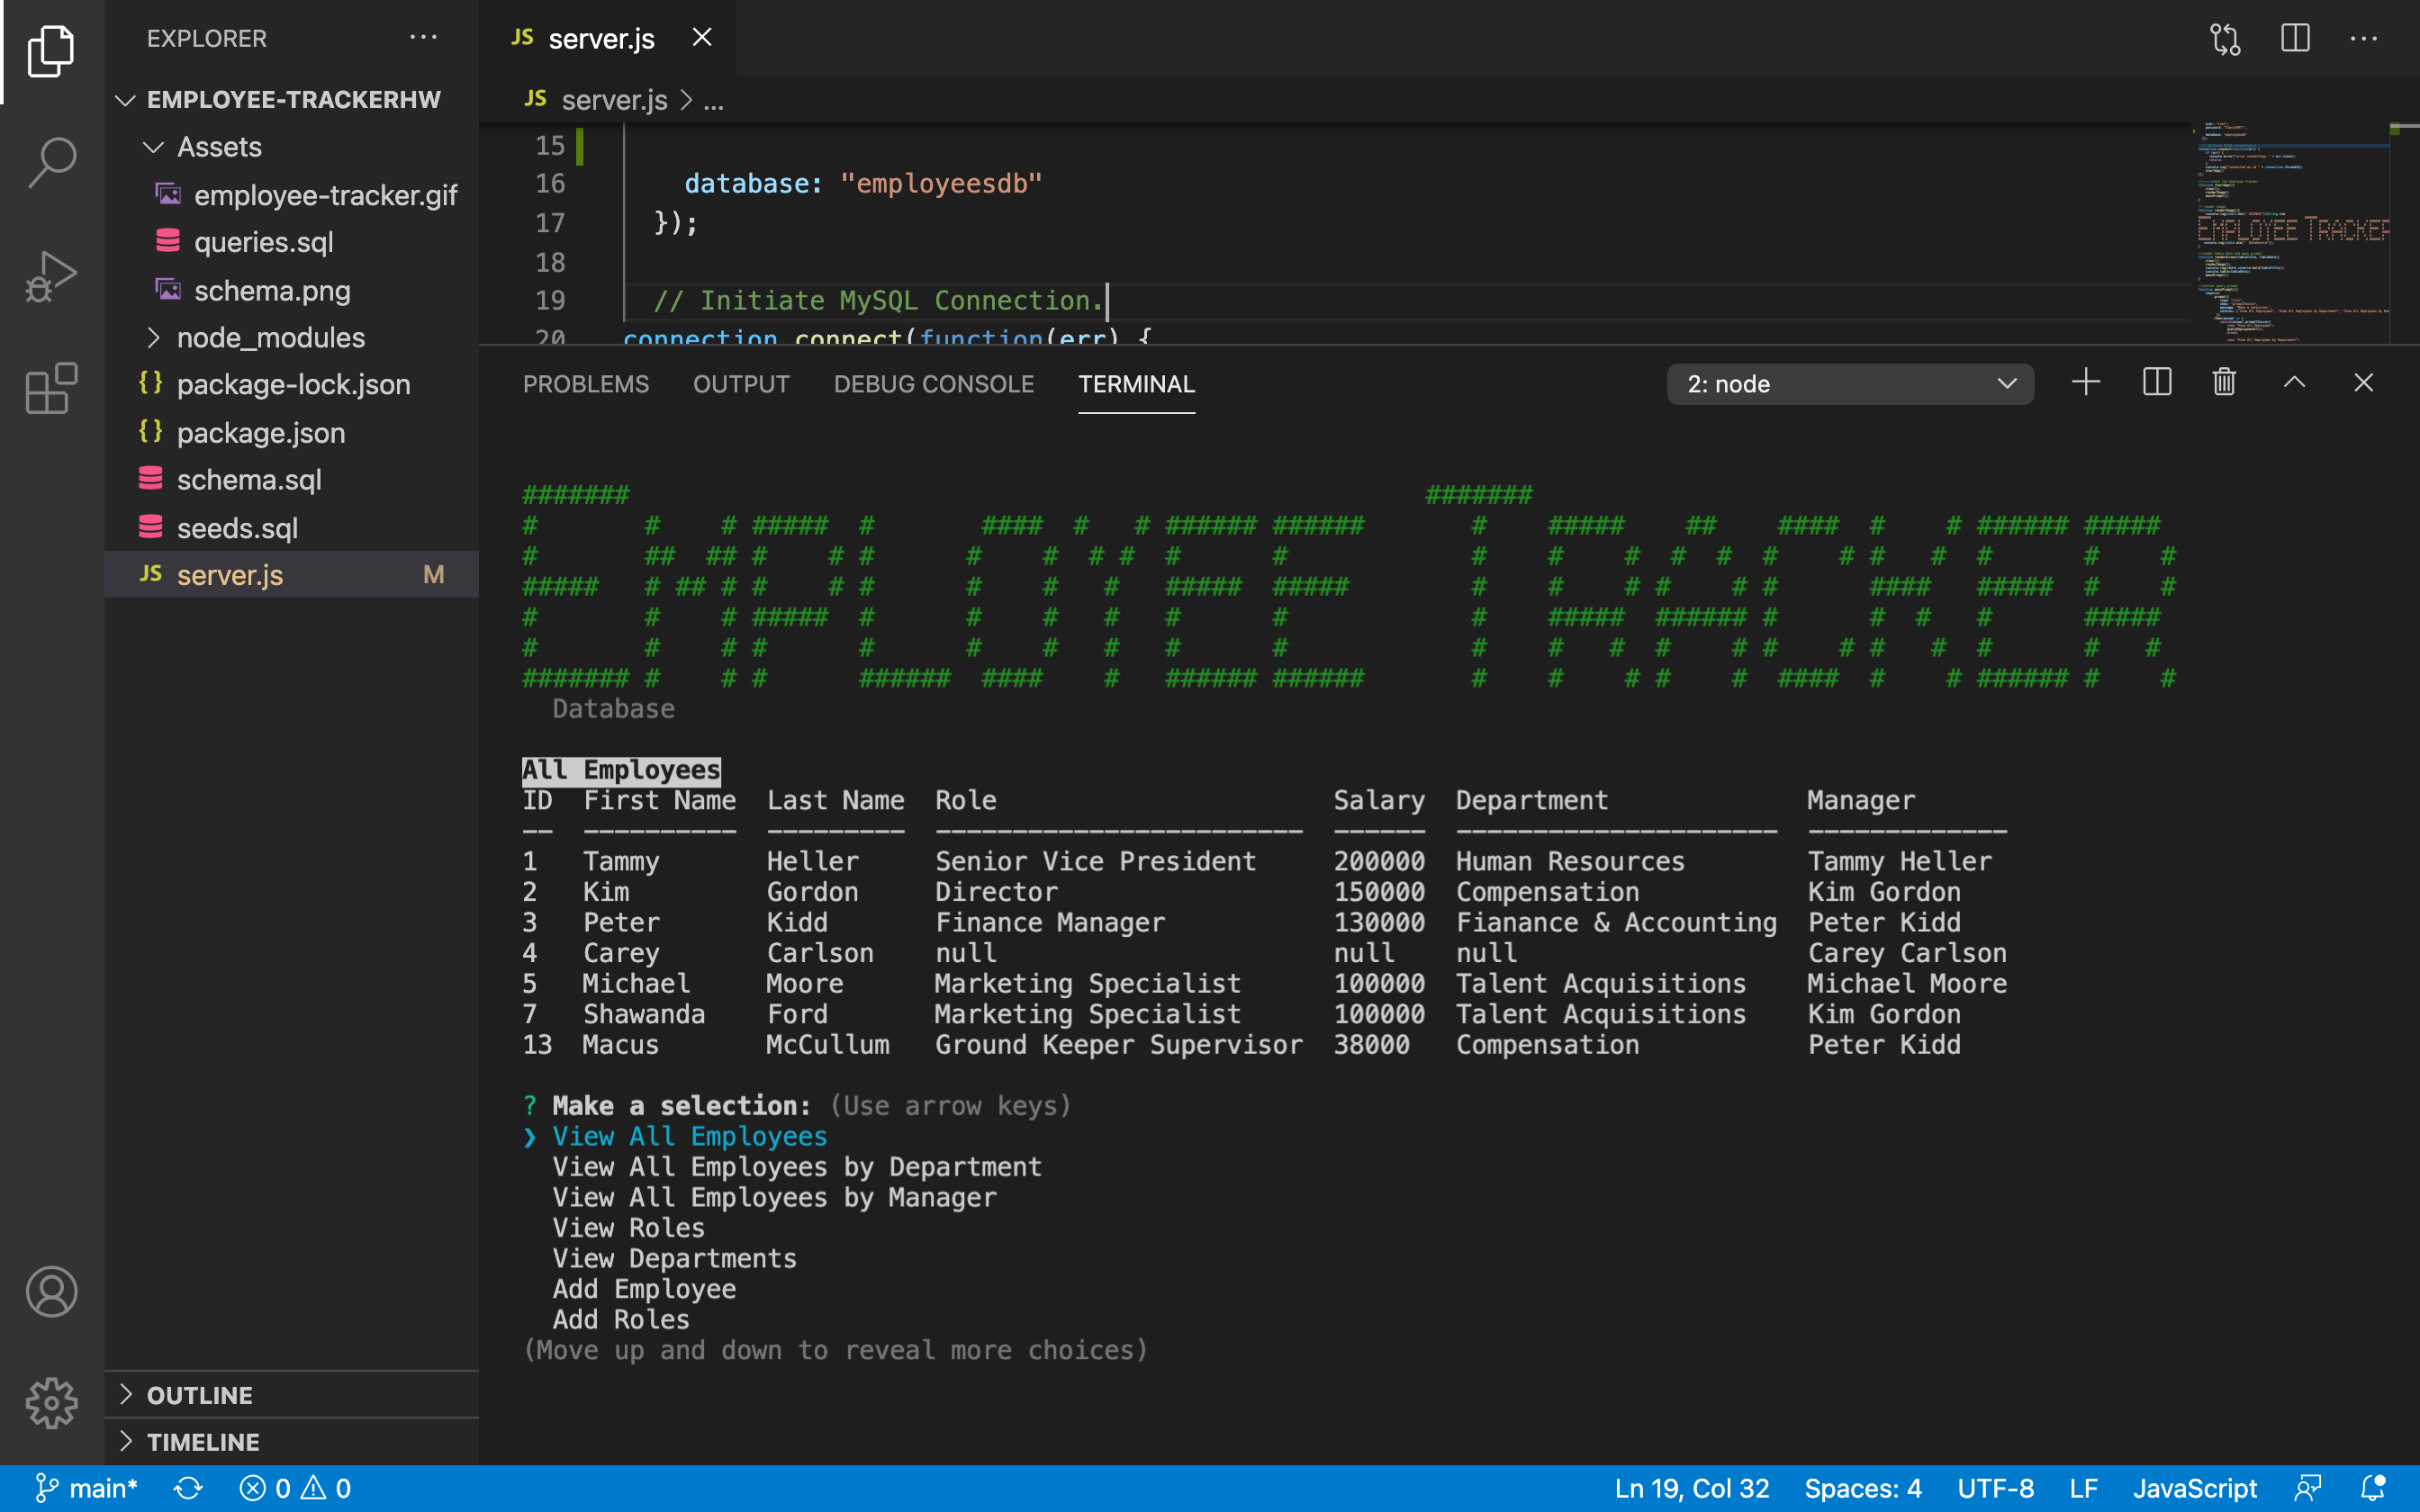 EXPLORER
EMPLOYEE-TRACKERHW
Assets
employee-tracker.gif
queries.sql
schema.png
node_modules
package-lock.json
package.json
schema.sql
seeds.sql
server.js M
OUTLINE
TIMELINE
server.js
server.js > ...
15
16 database: "employeesdb"
17 });
18
19 // Initiate MySQL Connection.
20 connection.connect(function(err) {
PROBLEMS OUTPUT DEBUG CONSOLE TERMINAL
2: node
EMPLOYEE TRACKER
Database
All Employees
ID First Name Last Name Role Salary Department Manager
-- ---------- --------- ------------------------ ------ --------------------- -------------
1 Tammy Heller Senior Vice President 200000 Human Resources Tammy Heller
2 Kim Gordon Director 150000 Compensation Kim Gordon
3 Peter Kidd Finance Manager 130000 Fianance & Accounting Peter Kidd
4 Carey Carlson null null null Carey Carlson
5 Michael Moore Marketing Specialist 100000 Talent Acquisitions Michael Moore
7 Shawanda Ford Marketing Specialist 100000 Talent Acquisitions Kim Gordon
13 Macus McCullum Ground Keeper Supervisor 38000 Compensation Peter Kidd
? Make a selection: (Use arrow keys)
❯ View All Employees
View All Employees by Department
View All Employees by Manager
View Roles
View Departments
Add Employee
Add Roles
(Move up and down to reveal more choices)
main* 0 0 Ln 19, Col 32 Spaces: 4 UTF-8 LF JavaScript